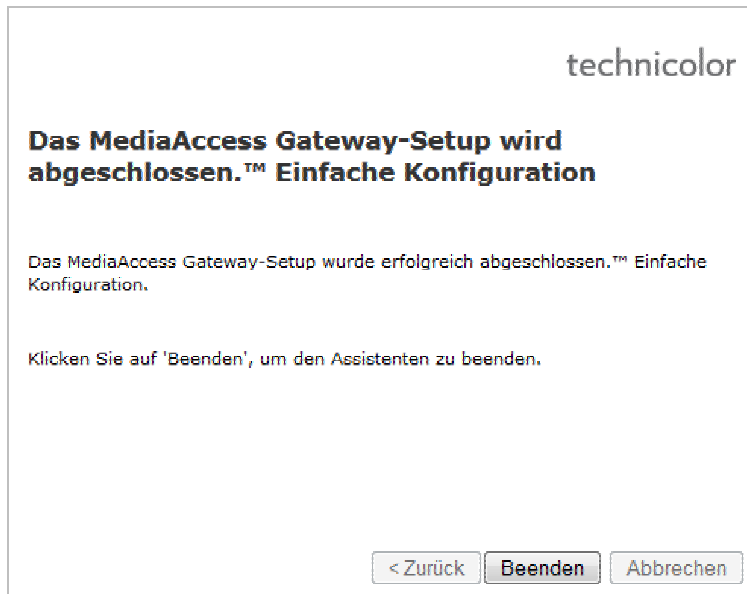 technicolor
Das MediaAccess Gateway-Setup wird
abgeschlossen.™ Einfache Konfiguration
Das MediaAccess Gateway-Setup wurde erfolgreich abgeschlossen.™ Einfache
Konfiguration.
Klicken Sie auf 'Beenden', um den Assistenten zu beenden.
< Zurück Beenden Abbrechen